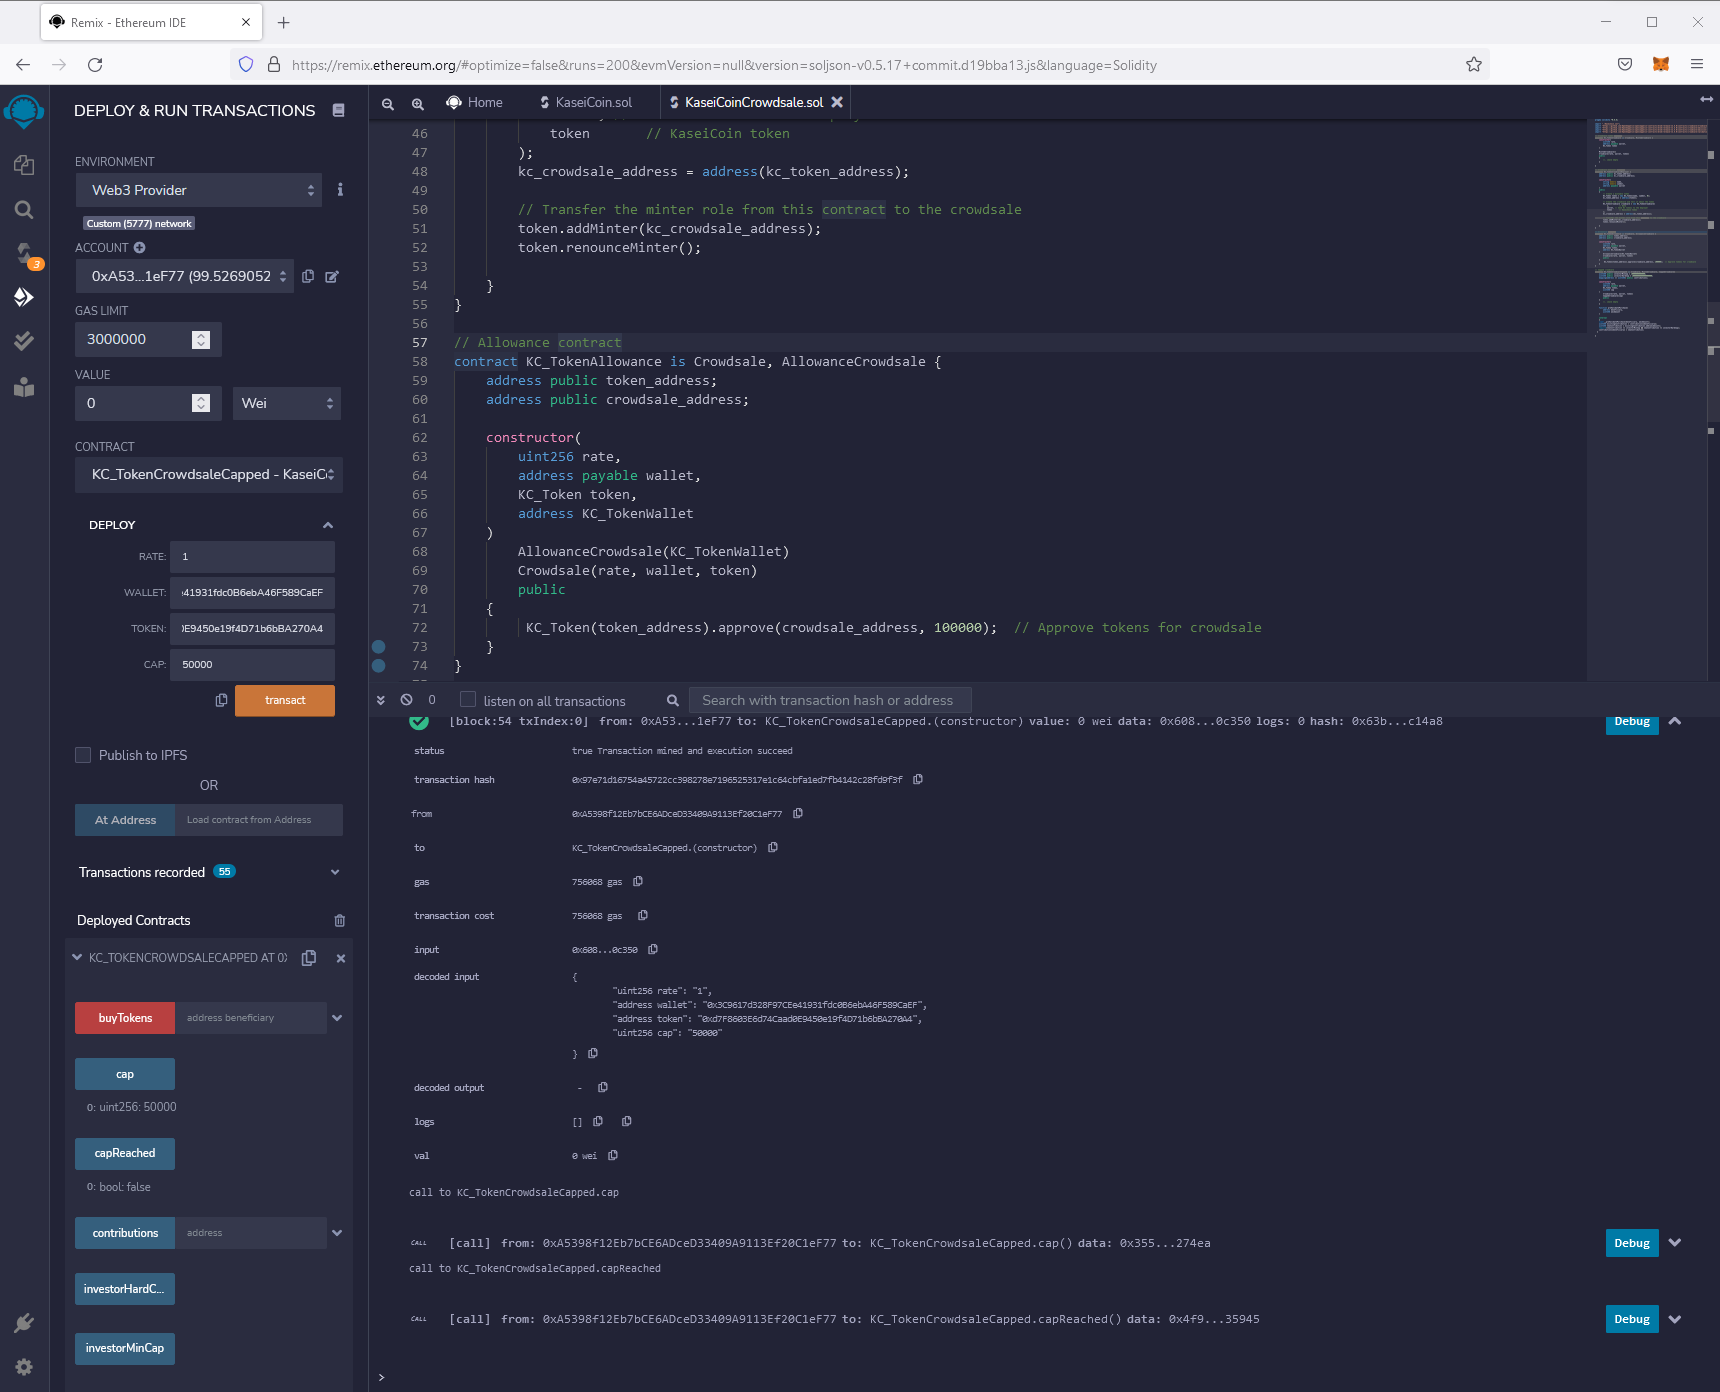 Remix - Ethereum IDE
https://remix.ethereum.org/#optimize=false&runs=200&evmVersion=null&version=soljson-v0.5.17+commit.d19bba13.js&language=Solidity
DEPLOY & RUN TRANSACTIONS
ENVIRONMENT
Web3 Provider
Custom (5777) network
ACCOUNT
0xA53...1eF77 (99.5269052
GAS LIMIT
3000000
VALUE
0
Wei
CONTRACT
KC_TokenCrowdsaleCapped - KaseiC
DEPLOY
RATE: 1
WALLET: 41931fdc0B6ebA46F589CaEF
TOKEN: E9450e19f4D71b6bBA270A4
CAP: 50000
transact
Publish to IPFS
OR
At Address
Load contract from Address
Transactions recorded 55
Deployed Contracts
KC_TOKENCROWDSALECAPPED AT 0X
buyTokens address beneficiary
cap
0: uint256: 50000
capReached
0: bool: false
contributions address
investorHardC...
investorMinCap
3
Home
KaseiCoin.sol
KaseiCoinCrowdsale.sol
46 token // KaseiCoin token
47 );
48 kc_crowdsale_address = address(kc_token_address);
49
50 // Transfer the minter role from this contract to the crowdsale
51 token.addMinter(kc_crowdsale_address);
52 token.renounceMinter();
53
54 }
55 }
56
57 // Allowance contract
58 contract KC_TokenAllowance is Crowdsale, AllowanceCrowdsale {
59 address public token_address;
60 address public crowdsale_address;
61
62 constructor(
63 uint256 rate,
64 address payable wallet,
65 KC_Token token,
66 address KC_TokenWallet
67 )
68 AllowanceCrowdsale(KC_TokenWallet)
69 Crowdsale(rate, wallet, token)
70 public
71 {
72 KC_Token(token_address).approve(crowdsale_address, 100000); // Approve tokens for crowdsale
73 }
74 }
0 listen on all transactions Search with transaction hash or address
[block:54 txIndex:0] from: 0xA53...1eF77 to: KC_TokenCrowdsaleCapped.(constructor) value: 0 wei data: 0x608...0c350 logs: 0 hash: 0x63b...c14a8 Debug
status true Transaction mined and execution succeed
transaction hash 0x97e71d16754a45722cc398278e7196525317e1c64cbfa1ed7fb4142c28fd9f3f
from 0xA5398f12Eb7bCE6ADceD33409A9113Ef20C1eF77
to KC_TokenCrowdsaleCapped.(constructor)
gas 756068 gas
transaction cost 756068 gas
input 0x608...0c350
decoded input {
"uint256 rate": "1",
"address wallet": "0x3C9617d328F97CEe41931fdc0B6ebA46F589CaEF",
"address token": "0xd7F8603E6d74Caad0E9450e19f4D71b6bBA270A4",
"uint256 cap": "50000"
}
decoded output -
logs []
val 0 wei
call to KC_TokenCrowdsaleCapped.cap
CALL [call] from: 0xA5398f12Eb7bCE6ADceD33409A9113Ef20C1eF77 to: KC_TokenCrowdsaleCapped.cap() data: 0x355...274ea Debug
call to KC_TokenCrowdsaleCapped.capReached
CALL [call] from: 0xA5398f12Eb7bCE6ADceD33409A9113Ef20C1eF77 to: KC_TokenCrowdsaleCapped.capReached() data: 0x4f9...35945 Debug
>